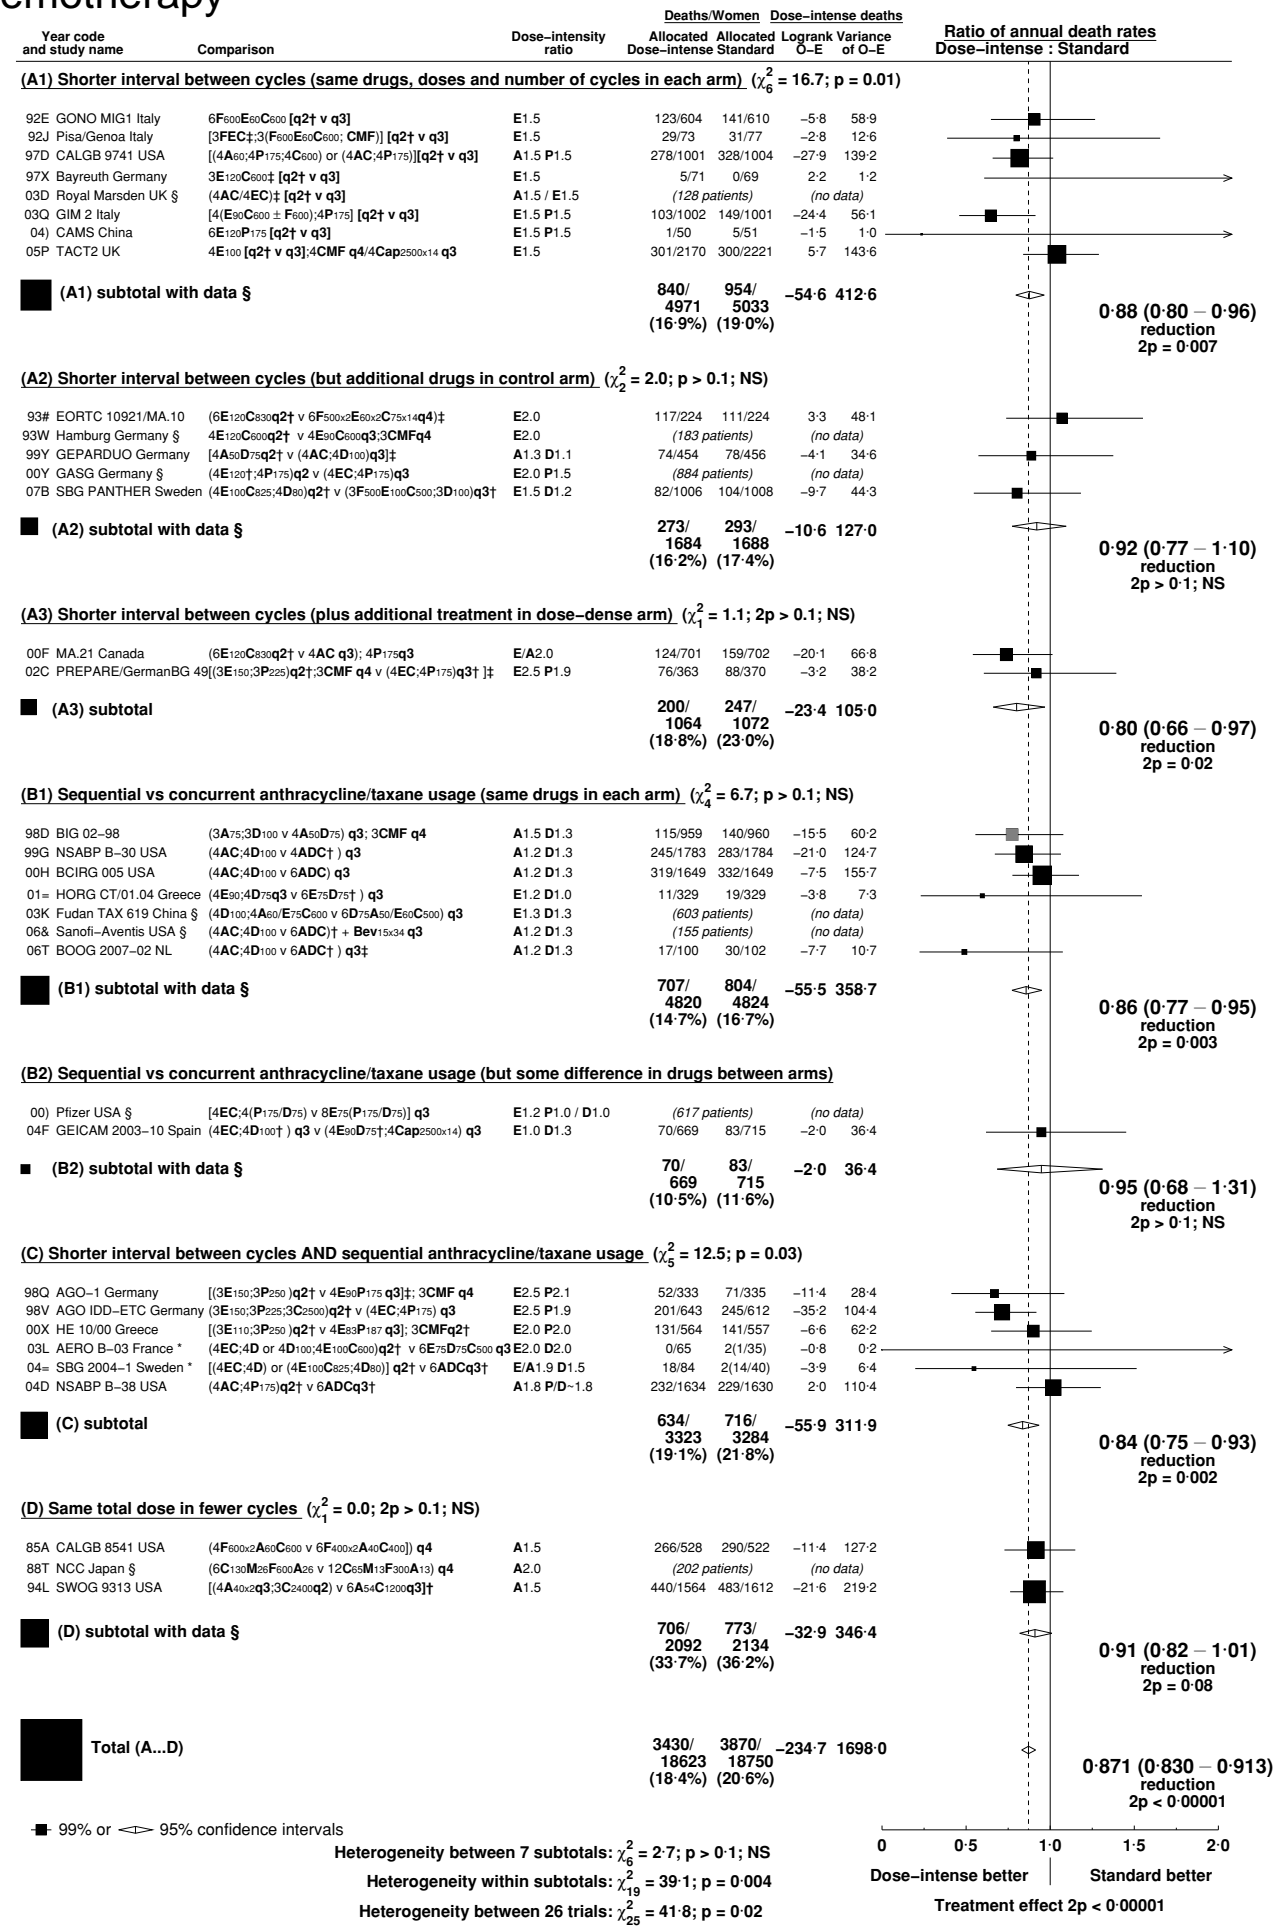 emotherapy
Deaths/Women Dose−intense deaths
Year code and study name Comparison Dose−intensity ratio Allocated Dose−intense Allocated Standard Logrank O−E Variance of O−E Ratio of annual death rates Dose−intense : Standard
(A1) Shorter interval between cycles (same drugs, doses and number of cycles in each arm) (χ²₆ = 16.7; p = 0.01)
92E GONO MIG1 Italy 6F600E60C600 [q2† v q3] E1.5 123/604 141/610 −5·8 58·9
92J Pisa/Genoa Italy [3FEC‡;3(F600E60C600; CMF)] [q2† v q3] E1.5 29/73 31/77 −2·8 12·6
97D CALGB 9741 USA [(4A60;4P175;4C600) or (4AC;4P175)][q2† v q3] A1.5 P1.5 278/1001 328/1004 −27·9 139·2
97X Bayreuth Germany 3E120C600‡ [q2† v q3] E1.5 5/71 0/69 2·2 1·2
03D Royal Marsden UK § (4AC/4EC)‡ [q2† v q3] A1.5 / E1.5 (128 patients) (no data)
03Q GIM 2 Italy [4(E90C600 ± F600);4P175] [q2† v q3] E1.5 P1.5 103/1002 149/1001 −24·4 56·1
04) CAMS China 6E120P175 [q2† v q3] E1.5 P1.5 1/50 5/51 −1·5 1·0
05P TACT2 UK 4E100 [q2† v q3];4CMF q4/4Cap2500x14 q3 E1.5 301/2170 300/2221 5·7 143·6
(A1) subtotal with data § 840/ 954/ −54·6 412·6
4971 5033
(16·9%) (19·0%)
0·88 (0·80 − 0·96)
reduction
2p = 0·007
(A2) Shorter interval between cycles (but additional drugs in control arm) (χ²₂ = 2.0; p > 0.1; NS)
93# EORTC 10921/MA.10 (6E120C830q2† v 6F500x2E60x2C75x14q4)‡ E2.0 117/224 111/224 3·3 48·1
93W Hamburg Germany § 4E120C600q2† v 4E90C600q3;3CMFq4 E2.0 (183 patients) (no data)
99Y GEPARDUO Germany [4A50D75q2† v (4AC;4D100)q3]‡ A1.3 D1.1 74/454 78/456 −4·1 34·6
00Y GASG Germany § (4E120†;4P175)q2 v (4EC;4P175)q3 E2.0 P1.5 (884 patients) (no data)
07B SBG PANTHER Sweden (4E100C825;4D80)q2† v (3F500E100C500;3D100)q3† E1.5 D1.2 82/1006 104/1008 −9·7 44·3
(A2) subtotal with data § 273/ 293/ −10·6 127·0
1684 1688
(16·2%) (17·4%)
0·92 (0·77 − 1·10)
reduction
2p > 0·1; NS
(A3) Shorter interval between cycles (plus additional treatment in dose−dense arm) (χ²₁ = 1.1; 2p > 0.1; NS)
00F MA.21 Canada (6E120C830q2† v 4AC q3); 4P175q3 E/A2.0 124/701 159/702 −20·1 66·8
02C PREPARE/GermanBG 49[(3E150;3P225)q2†;3CMF q4 v (4EC;4P175)q3† ]‡ E2.5 P1.9 76/363 88/370 −3·2 38·2
(A3) subtotal 200/ 247/ −23·4 105·0
1064 1072
(18·8%) (23·0%)
0·80 (0·66 − 0·97)
reduction
2p = 0·02
(B1) Sequential vs concurrent anthracycline/taxane usage (same drugs in each arm) (χ²₄ = 6.7; p > 0.1; NS)
98D BIG 02−98 (3A75;3D100 v 4A50D75) q3; 3CMF q4 A1.5 D1.3 115/959 140/960 −15·5 60·2
99G NSABP B−30 USA (4AC;4D100 v 4ADC† ) q3 A1.2 D1.3 245/1783 283/1784 −21·0 124·7
00H BCIRG 005 USA (4AC;4D100 v 6ADC) q3 A1.2 D1.3 319/1649 332/1649 −7·5 155·7
01= HORG CT/01.04 Greece (4E90;4D75q3 v 6E75D75† ) q3 E1.2 D1.0 11/329 19/329 −3·8 7·3
03K Fudan TAX 619 China § (4D100;4A60/E75C600 v 6D75A50/E60C500) q3 E1.3 D1.3 (603 patients) (no data)
06& Sanofi−Aventis USA § (4AC;4D100 v 6ADC)† + Bev15x34 q3 A1.2 D1.3 (155 patients) (no data)
06T BOOG 2007−02 NL (4AC;4D100 v 6ADC† ) q3‡ A1.2 D1.3 17/100 30/102 −7·7 10·7
(B1) subtotal with data § 707/ 804/ −55·5 358·7
4820 4824
(14·7%) (16·7%)
0·86 (0·77 − 0·95)
reduction
2p = 0·003
(B2) Sequential vs concurrent anthracycline/taxane usage (but some difference in drugs between arms)
00) Pfizer USA § [4EC;4(P175/D75) v 8E75(P175/D75)] q3 E1.2 P1.0 / D1.0 (617 patients) (no data)
04F GEICAM 2003−10 Spain (4EC;4D100† ) q3 v (4E90D75†;4Cap2500x14) q3 E1.0 D1.3 70/669 83/715 −2·0 36·4
(B2) subtotal with data § 70/ 83/ −2·0 36·4
669 715
(10·5%) (11·6%)
0·95 (0·68 − 1·31)
reduction
2p > 0·1; NS
(C) Shorter interval between cycles AND sequential anthracycline/taxane usage (χ²₅ = 12.5; p = 0.03)
98Q AGO−1 Germany [(3E150;3P250 )q2† v 4E90P175 q3]‡; 3CMF q4 E2.5 P2.1 52/333 71/335 −11·4 28·4
98V AGO IDD−ETC Germany (3E150;3P225;3C2500)q2† v (4EC;4P175) q3 E2.5 P1.9 201/643 245/612 −35·2 104·4
00X HE 10/00 Greece [(3E110;3P250 )q2† v 4E83P187 q3]; 3CMFq2† E2.0 P2.0 131/564 141/557 −6·6 62·2
03L AERO B−03 France * (4EC;4D or 4D100;4E100C600)q2† v 6E75D75C500 q3 E2.0 D2.0 0/65 2(1/35) −0·8 0·2
04= SBG 2004−1 Sweden * [(4EC;4D) or (4E100C825;4D80)] q2† v 6ADCq3† E/A1.9 D1.5 18/84 2(14/40) −3·9 6·4
04D NSABP B−38 USA (4AC;4P175)q2† v 6ADCq3† A1.8 P/D~1.8 232/1634 229/1630 2·0 110·4
(C) subtotal 634/ 716/ −55·9 311·9
3323 3284
(19·1%) (21·8%)
0·84 (0·75 − 0·93)
reduction
2p = 0·002
(D) Same total dose in fewer cycles (χ²₁ = 0.0; 2p > 0.1; NS)
85A CALGB 8541 USA (4F600x2A60C600 v 6F400x2A40C400]) q4 A1.5 266/528 290/522 −11·4 127·2
88T NCC Japan § (6C130M26F600A26 v 12C65M13F300A13) q4 A2.0 (202 patients) (no data)
94L SWOG 9313 USA [(4A40x2q3;3C2400q2) v 6A54C1200q3]† A1.5 440/1564 483/1612 −21·6 219·2
(D) subtotal with data § 706/ 773/ −32·9 346·4
2092 2134
(33·7%) (36·2%)
0·91 (0·82 − 1·01)
reduction
2p = 0·08
Total (A...D) 3430/ 3870/ −234·7 1698·0
18623 18750
(18·4%) (20·6%)
0·871 (0·830 − 0·913)
reduction
2p < 0·00001
99% or 95% confidence intervals
0 0·5 1·0 1·5 2·0
Heterogeneity between 7 subtotals: χ²₆ = 2·7; p > 0·1; NS
Dose−intense better Standard better
Heterogeneity within subtotals: χ²₁₉ = 39·1; p = 0·004
Treatment effect 2p < 0·00001
Heterogeneity between 26 trials: χ²₂₅ = 41·8; p = 0·02